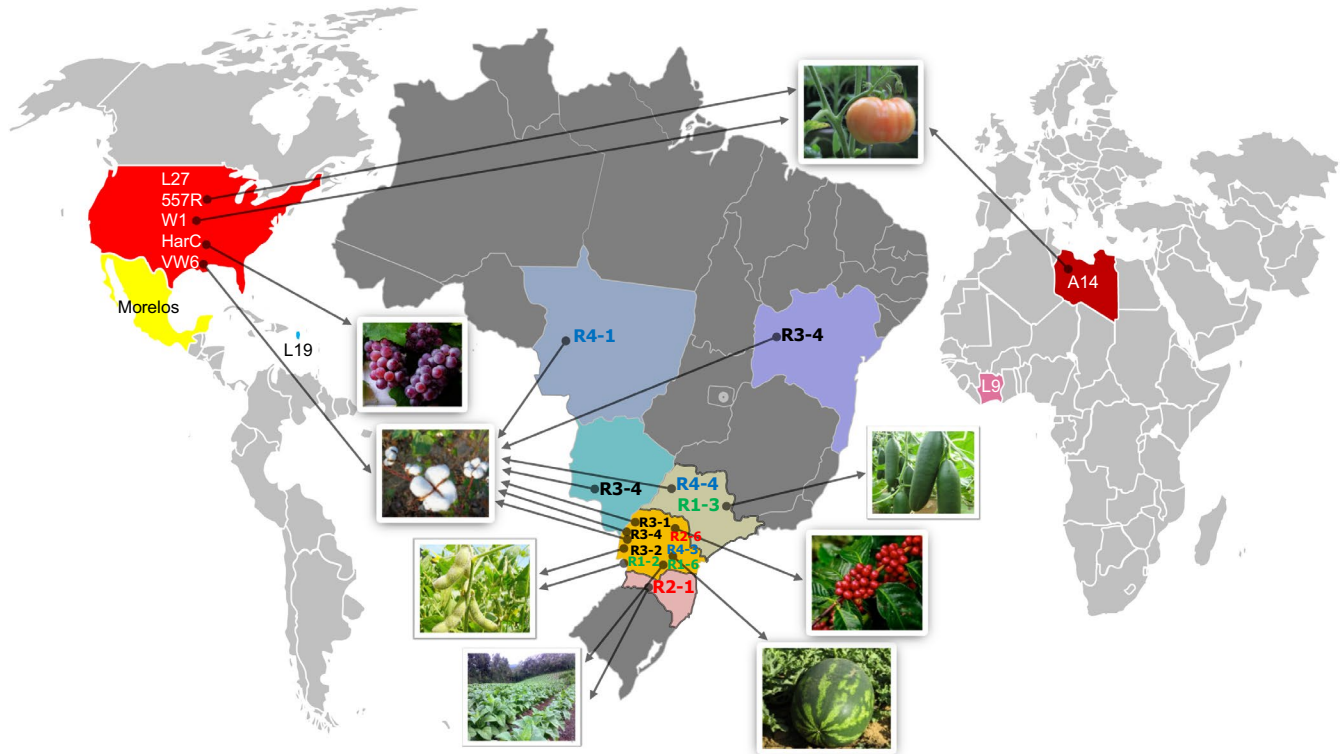 L27
557R
W1
HarC
VW6
Morelos
L19
A14
L9
R4-1
R3-4
R3-4
R4-4
R1-3
R3-1
R3-4
R2-6
R3-2
R4-3
R1-2
R1-6
R2-1